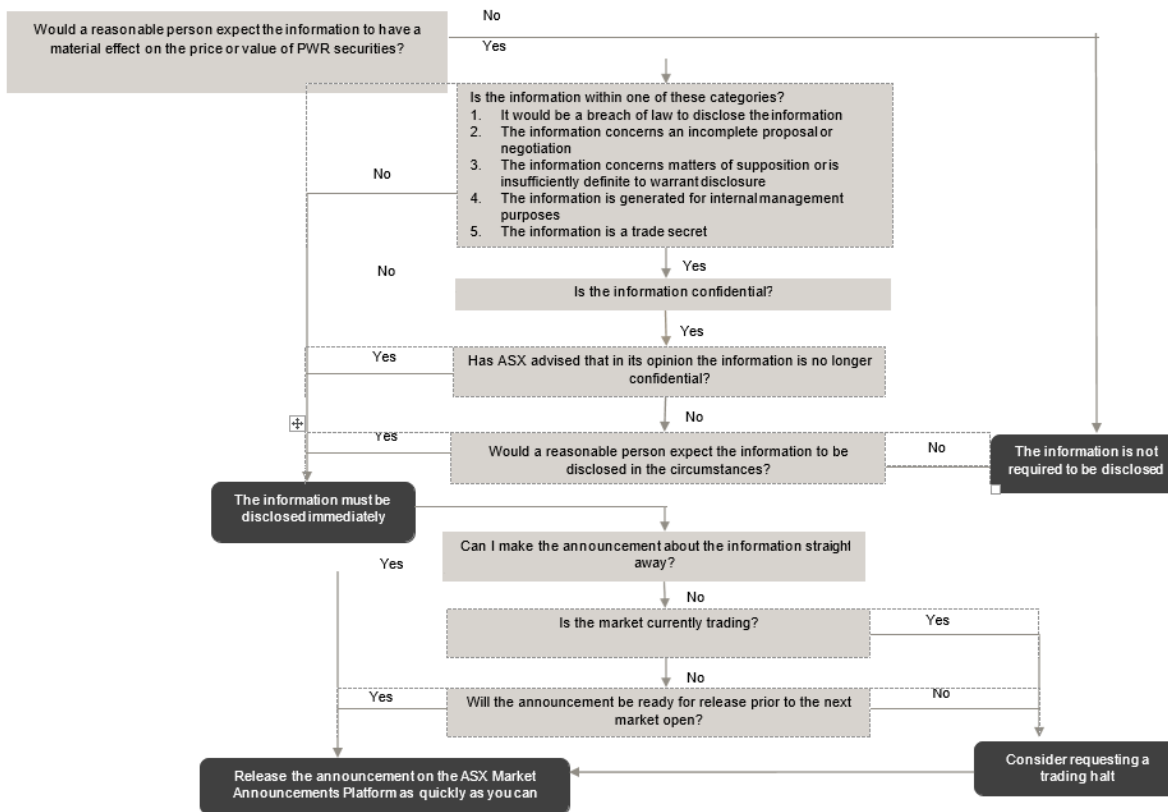 Would a reasonable person expect the information to have a
material effect on the price or value of PWR securities?
No
Yes
Is the information within one of these categories?
1. It would be a breach of law to disclose the information
2. The information concerns an incomplete proposal or
negotiation
3. The information concerns matters of supposition or is
insufficiently definite to warrant disclosure
4. The information is generated for internal management
purposes
5. The information is a trade secret
No
Yes
No
Is the information confidential?
Yes
Yes
Has ASX advised that in its opinion the information is no longer
confidential?
No
Yes
Would a reasonable person expect the information to be
disclosed in the circumstances?
No
The information is not
required to be disclosed
The information must be
disclosed immediately
Can I make the announcement about the information straight
away?
Yes
No
Is the market currently trading?
Yes
No
Yes
Will the announcement be ready for release prior to the next
market open?
No
Release the announcement on the ASX Market
Announcements Platform as quickly as you can
Consider requesting a
trading halt